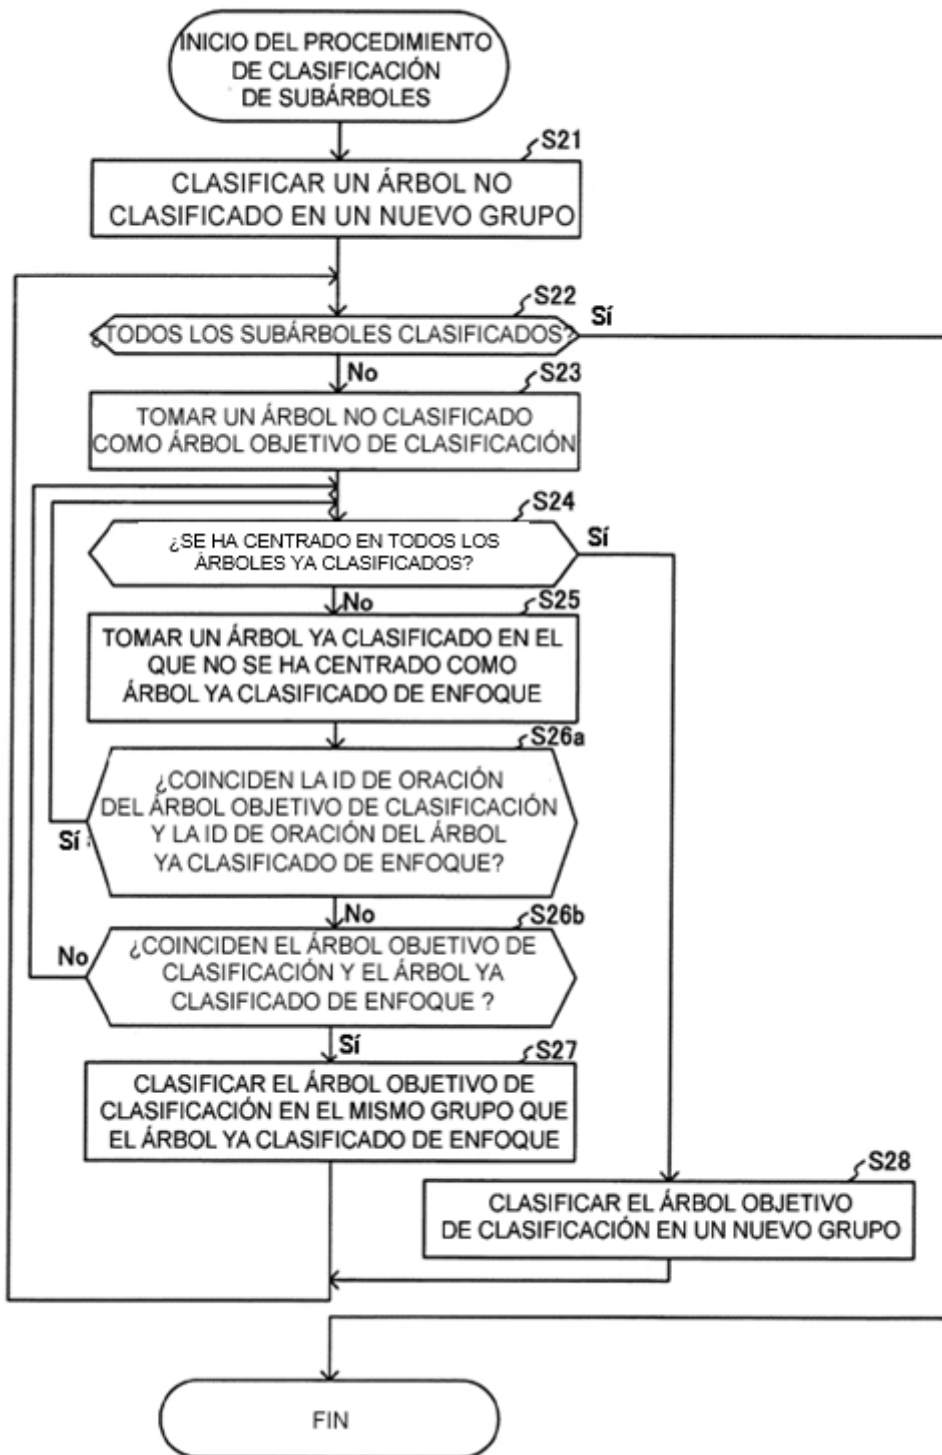 INICIO DEL PROCEDIMIENTO
DE CLASIFICACIÓN
DE SUBÁRBOLES
S21
CLASIFICAR UN ÁRBOL NO
CLASIFICADO EN UN NUEVO GRUPO
S22
Sí
¿TODOS LOS SUBÁRBOLES CLASIFICADOS?
No
S23
TOMAR UN ÁRBOL NO CLASIFICADO
COMO ÁRBOL OBJETIVO DE CLASIFICACIÓN
S24
Sí
¿SE HA CENTRADO EN TODOS LOS
ÁRBOLES YA CLASIFICADOS?
No
S25
TOMAR UN ÁRBOL YA CLASIFICADO EN EL
QUE NO SE HA CENTRADO COMO
ÁRBOL YA CLASIFICADO DE ENFOQUE
S26a
¿COINCIDEN LA ID DE ORACIÓN
DEL ÁRBOL OBJETIVO DE CLASIFICACIÓN
Y LA ID DE ORACIÓN DEL ÁRBOL
YA CLASIFICADO DE ENFOQUE?
Sí
No
S26b
No
¿COINCIDEN EL ÁRBOL OBJETIVO DE
CLASIFICACIÓN Y EL ÁRBOL YA
CLASIFICADO DE ENFOQUE ?
Sí
S27
CLASIFICAR EL ÁRBOL OBJETIVO DE
CLASIFICACIÓN EN EL MISMO GRUPO QUE
EL ÁRBOL YA CLASIFICADO DE ENFOQUE
S28
CLASIFICAR EL ÁRBOL OBJETIVO
DE CLASIFICACIÓN EN UN NUEVO GRUPO
FIN